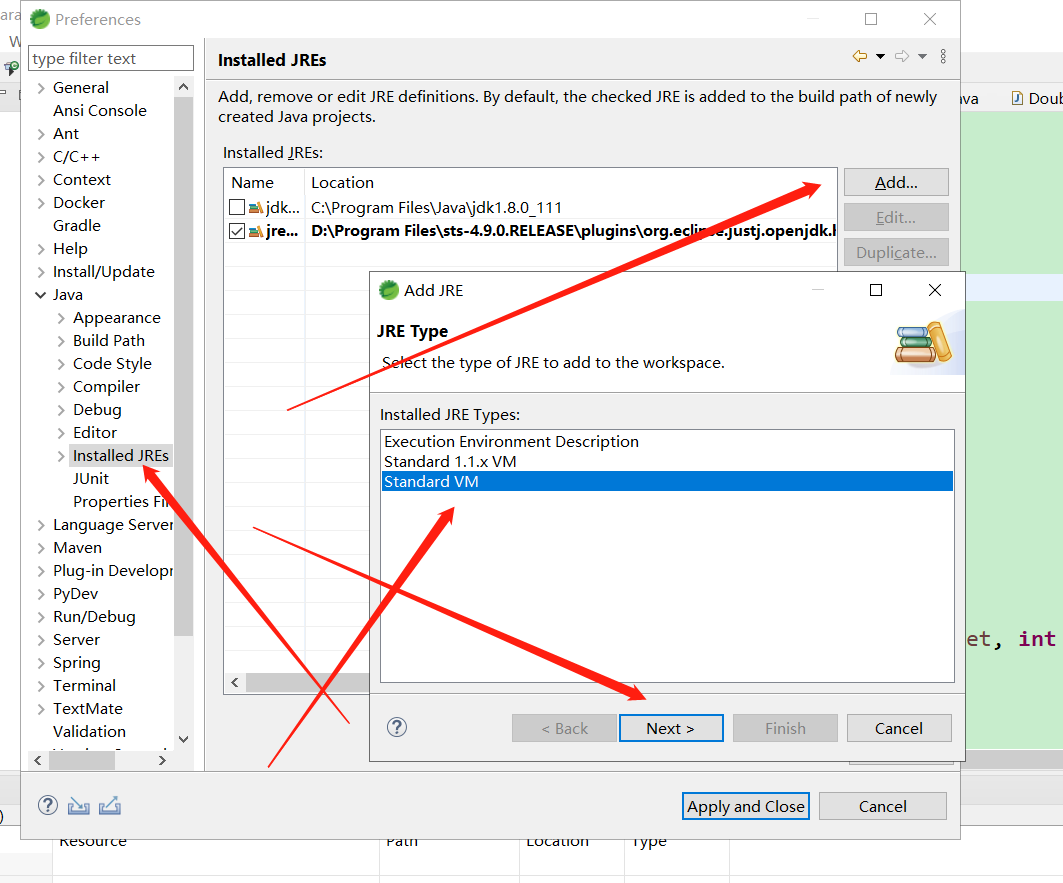 Preferences
type filter text
General
Ansi Console
Ant
C/C++
Context
Docker
Gradle
Help
Install/Update
Java
Appearance
Build Path
Code Style
Compiler
Debug
Editor
Installed JREs
JUnit
Properties Fi
Language Server
Maven
Plug-in Developr
PyDev
Run/Debug
Server
Spring
Terminal
TextMate
Validation
Installed JREs
Add, remove or edit JRE definitions. By default, the checked JRE is added to the build path of newly
created Java projects.
Installed JREs:
Name Location
jdk... C:\Program Files\Java\jdk1.8.0_111
jre... D:\Program Files\sts-4.9.0.RELEASE\plugins\org.eclipse.justj.openjdk.h
Add...
Edit...
Duplicate...
Add JRE
JRE Type
Select the type of JRE to add to the workspace.
Installed JRE Types:
Execution Environment Description
Standard 1.1.x VM
Standard VM
< Back Next > Finish Cancel
Apply and Close Cancel
ava Doub
et, int
Resource Path Location Type